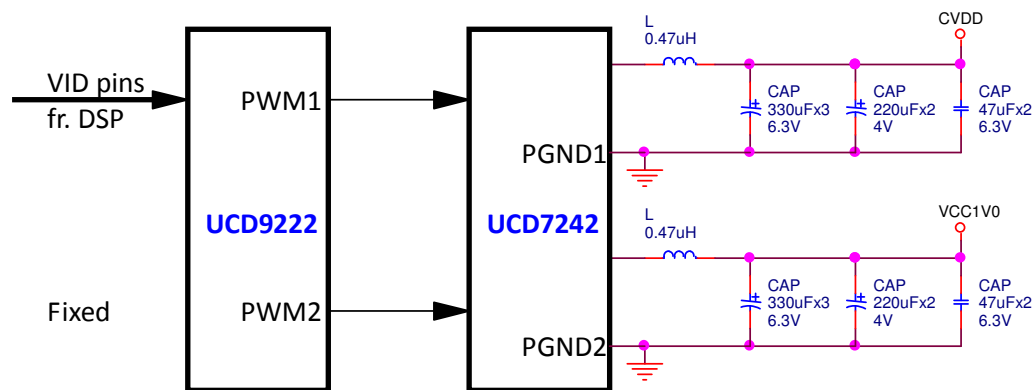 VID pins
fr. DSP
Fixed
PWM1
UCD9222
PWM2
PGND1
UCD7242
PGND2
L
0.47uH
CVDD
CAP
330uFx3
6.3V
CAP
220uFx2
4V
CAP
47uFx2
6.3V
L
0.47uH
VCC1V0
CAP
330uFx3
6.3V
CAP
220uFx2
4V
CAP
47uFx2
6.3V